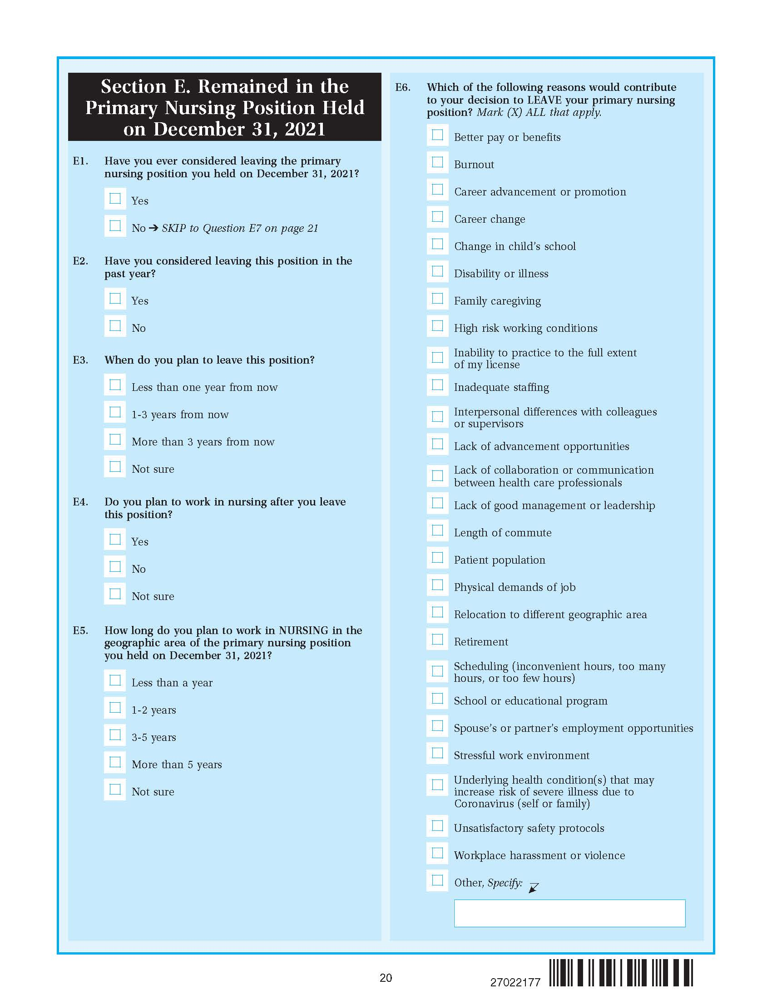 Section E. Remained in the
Primary Nursing Position Held
on December 31, 2021
E1. Have you ever considered leaving the primary
nursing position you held on December 31, 2021?
Yes
No ➔ SKIP to Question E7 on page 21
E2. Have you considered leaving this position in the
past year?
Yes
No
E3. When do you plan to leave this position?
Less than one year from now
1-3 years from now
More than 3 years from now
Not sure
E4. Do you plan to work in nursing after you leave
this position?
Yes
No
Not sure
E5. How long do you plan to work in NURSING in the
geographic area of the primary nursing position
you held on December 31, 2021?
Less than a year
1-2 years
3-5 years
More than 5 years
Not sure
E6. Which of the following reasons would contribute
to your decision to LEAVE your primary nursing
position? Mark (X) ALL that apply.
Better pay or benefits
Burnout
Career advancement or promotion
Career change
Change in child’s school
Disability or illness
Family caregiving
High risk working conditions
Inability to practice to the full extent
of my license
Inadequate staffing
Interpersonal differences with colleagues
or supervisors
Lack of advancement opportunities
Lack of collaboration or communication
between health care professionals
Lack of good management or leadership
Length of commute
Patient population
Physical demands of job
Relocation to different geographic area
Retirement
Scheduling (inconvenient hours, too many
hours, or too few hours)
School or educational program
Spouse’s or partner’s employment opportunities
Stressful work environment
Underlying health condition(s) that may
increase risk of severe illness due to
Coronavirus (self or family)
Unsatisfactory safety protocols
Workplace harassment or violence
Other, Specify:
20
27022177